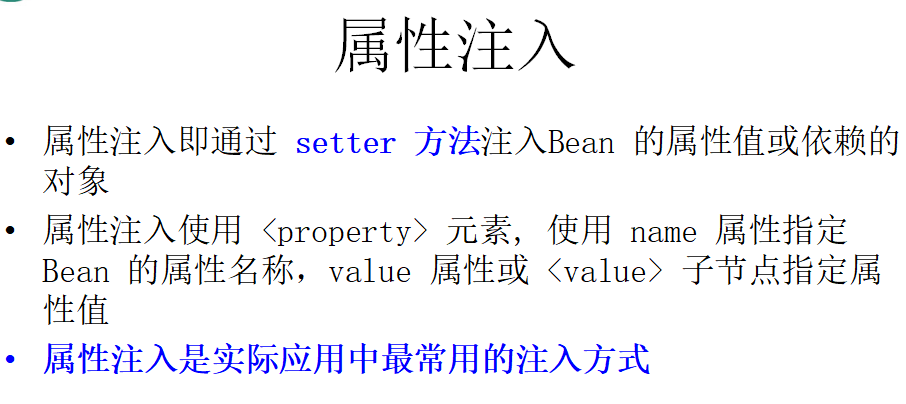 属性注入
• 属性注入即通过 setter 方法注入Bean 的属性值或依赖的
对象
• 属性注入使用 <property> 元素, 使用 name 属性指定
Bean 的属性名称，value 属性或 <value> 子节点指定属
性值
• 属性注入是实际应用中最常用的注入方式